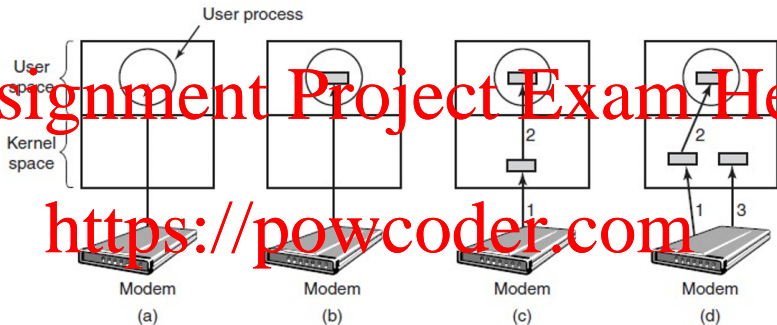 User process
User
space
Kernel
space
signment Project Exam He
2
2
1
1
3
https://powcoder.com
Modem
Modem
Modem
Modem
(a)
(b)
(c)
(d)